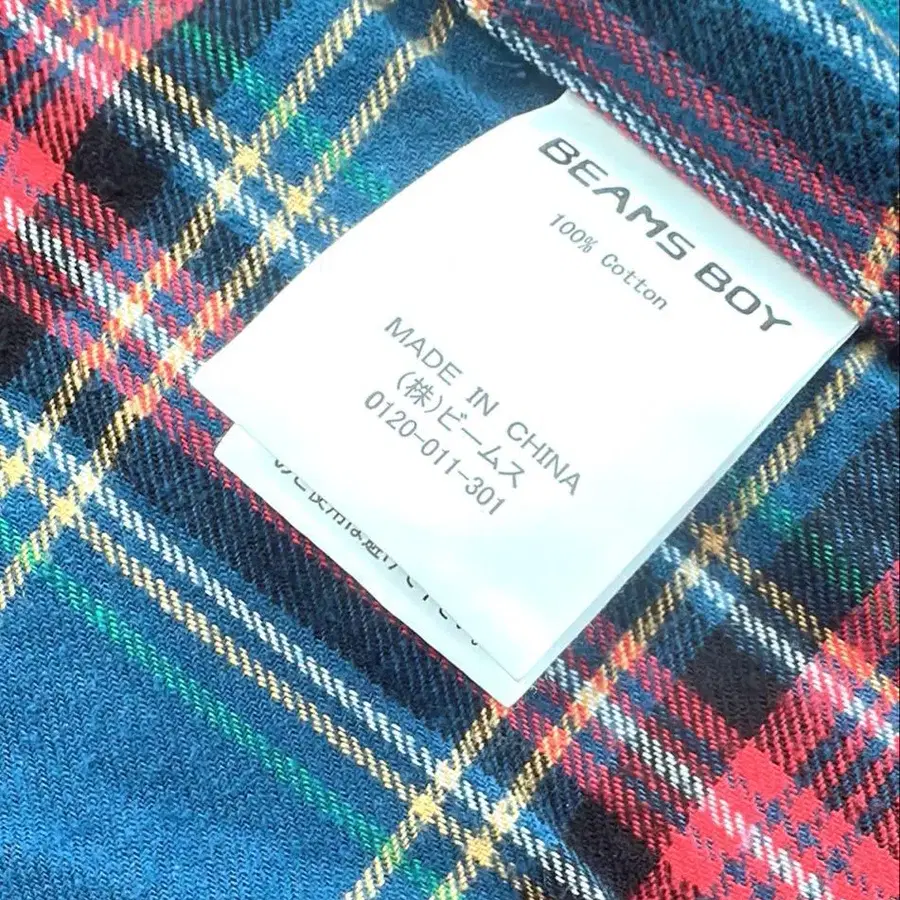 BEAMS BOY
100% Cotton
MADE IN CHINA
(株)ビームス
0120-011-301